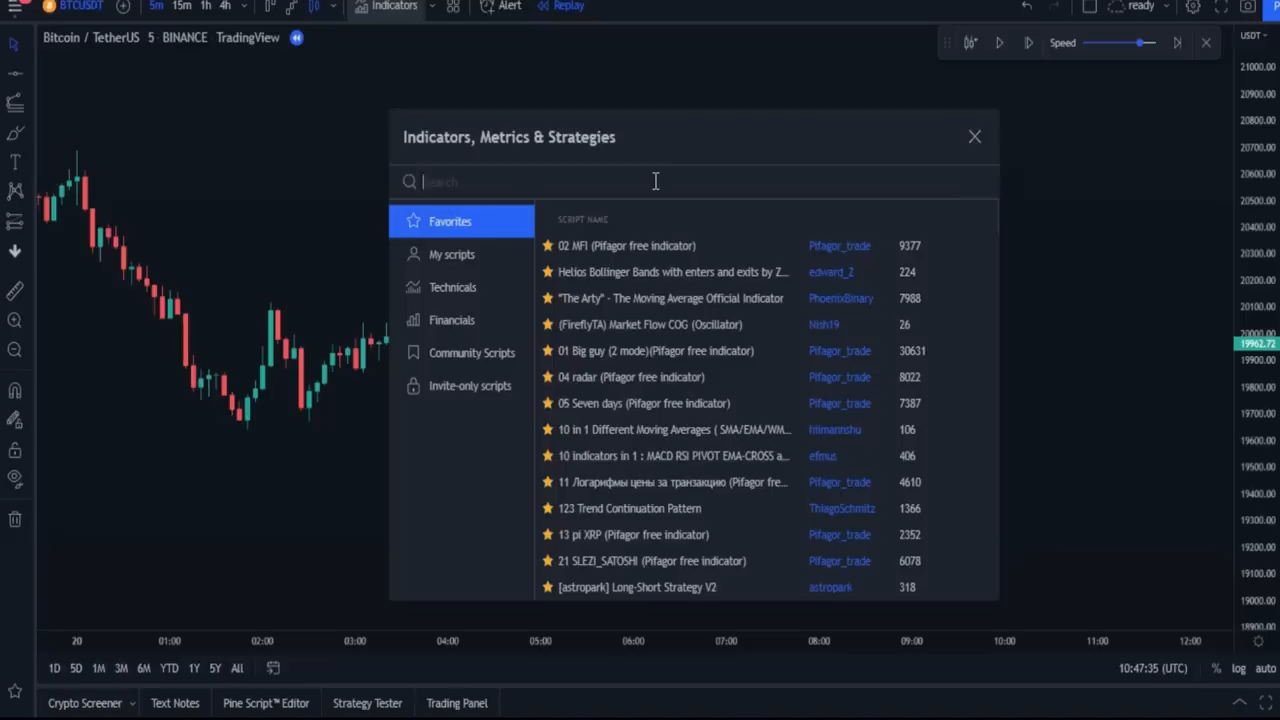 BTCUSDT 5m 15m 1h 4h Indicators Alert Replay ready
Bitcoin / TetherUS 5 BINANCE TradingView
Speed
USDT
Indicators, Metrics & Strategies
Search
Favorites
My scripts
Technicals
Financials
Community Scripts
Invite-only scripts
SCRIPT NAME
02 MFI (Pifagor free indicator) Pifagor_trade 9377
Helios Bollinger Bands with enters and exits by Z... edward_Z 224
"The Arty" - The Moving Average Official Indicator PhoenixBinary 7988
(FireflyTA) Market Flow COG (Oscillator) Nish19 26
01 Big guy (2 mode)(Pifagor free indicator) Pifagor_trade 30631
04 radar (Pifagor free indicator) Pifagor_trade 8022
05 Seven days (Pifagor free indicator) Pifagor_trade 7387
10 in 1 Different Moving Averages ( SMA/EMA/WM... 106
10 indicators in 1 : MACD RSI PIVOT EMA-CROSS a... efmus 406
11 Логарифмы цены за транзакцию (Pifagor fre... Pifagor_trade 4610
123 Trend Continuation Pattern ThiagoSchmitz 1366
13 pi XRP (Pifagor free indicator) Pifagor_trade 2352
21 SLEZI_SATOSHI (Pifagor free indicator) Pifagor_trade 6078
[astropark] Long-Short Strategy V2 astropark 318
21000.00
20900.00
20800.00
20700.00
20600.00
20500.00
20400.00
20300.00
20200.00
20100.00
20000.00
19962.72
19900.00
19800.00
19700.00
19600.00
19500.00
19400.00
19300.00
19200.00
19100.00
19000.00
18900.00
20 01:00 02:00 03:00 04:00 05:00 06:00 07:00 08:00 09:00 10:00 11:00 12:00
1D 5D 1M 3M 6M YTD 1Y 5Y All 10:47:35 (UTC) % log auto
Crypto Screener Text Notes Pine Script™ Editor Strategy Tester Trading Panel